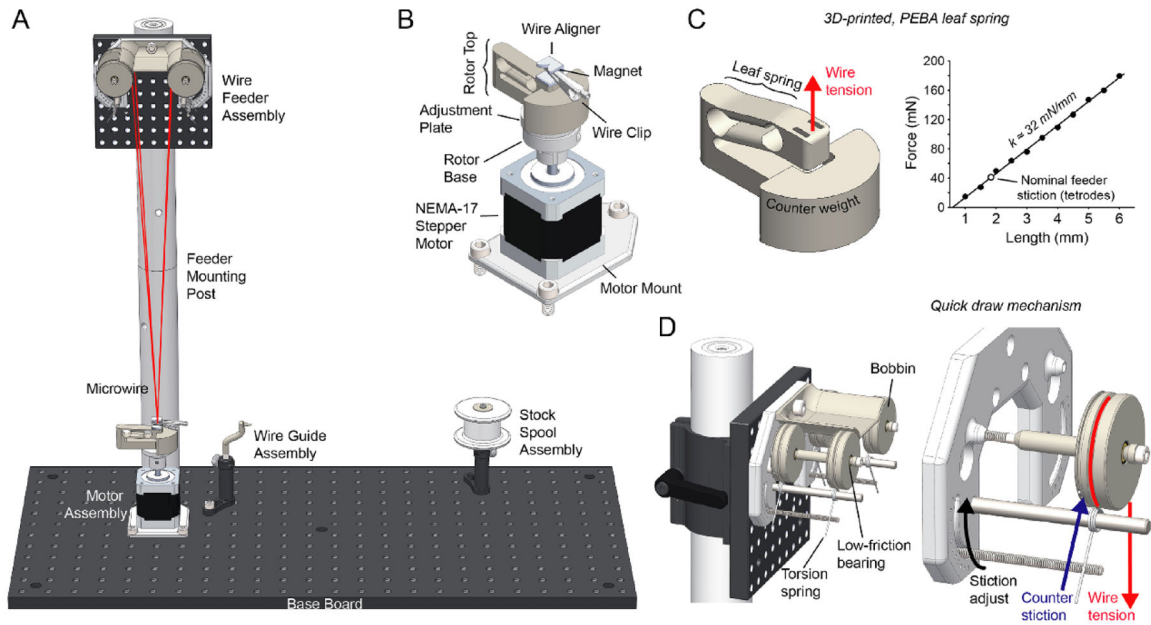 A
Wire
Feeder
Assembly
Feeder
Mounting
Post
Microwire
Wire Guide
Assembly
Stock
Spool
Assembly
Motor
Assembly
Base Board
B
Wire Aligner
Rotor Top
Magnet
Adjustment
Plate
Wire Clip
Rotor
Base
NEMA-17
Stepper
Motor
Motor Mount
C
3D-printed, PEBA leaf spring
Leaf spring
Wire
tension
Counter weight
Force (mN)
200
160
120
80
40
0
k ≈ 32 mN/mm
Nominal feeder
stiction (tetrodes)
1 2 3 4 5 6
Length (mm)
D
Quick draw mechanism
Bobbin
Torsion
spring
Low-friction
bearing
Stiction
adjust
Counter
stiction
Wire
tension